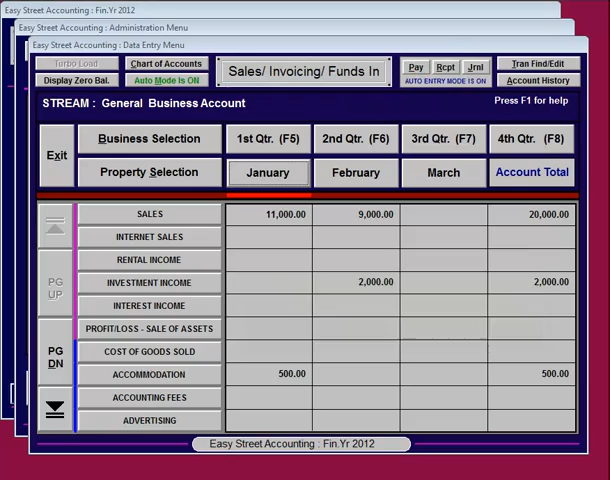 Easy Street Accounting : Fin.Yr 2012
Easy Street Accounting : Administration Menu
Easy Street Accounting : Data Entry Menu
Turbo Load
Chart of Accounts
Sales/ Invoicing/ Funds In
Pay Rcpt Jrnl
Tran Find/Edit
Display Zero Bal.
Auto Mode Is ON
AUTO ENTRY MODE IS ON
Account History
STREAM : General Business Account
Press F1 for help
Exit
Business Selection
1st Qtr. (F5)
2nd Qtr. (F6)
3rd Qtr. (F7)
4th Qtr. (F8)
Property Selection
January
February
March
Account Total
SALES 11,000.00 9,000.00 20,000.00
INTERNET SALES
RENTAL INCOME
PG UP
INVESTMENT INCOME 2,000.00 2,000.00
INTEREST INCOME
PROFIT/LOSS - SALE OF ASSETS
PG DN
COST OF GOODS SOLD
ACCOMMODATION 500.00 500.00
ACCOUNTING FEES
ADVERTISING
Easy Street Accounting : Fin.Yr 2012